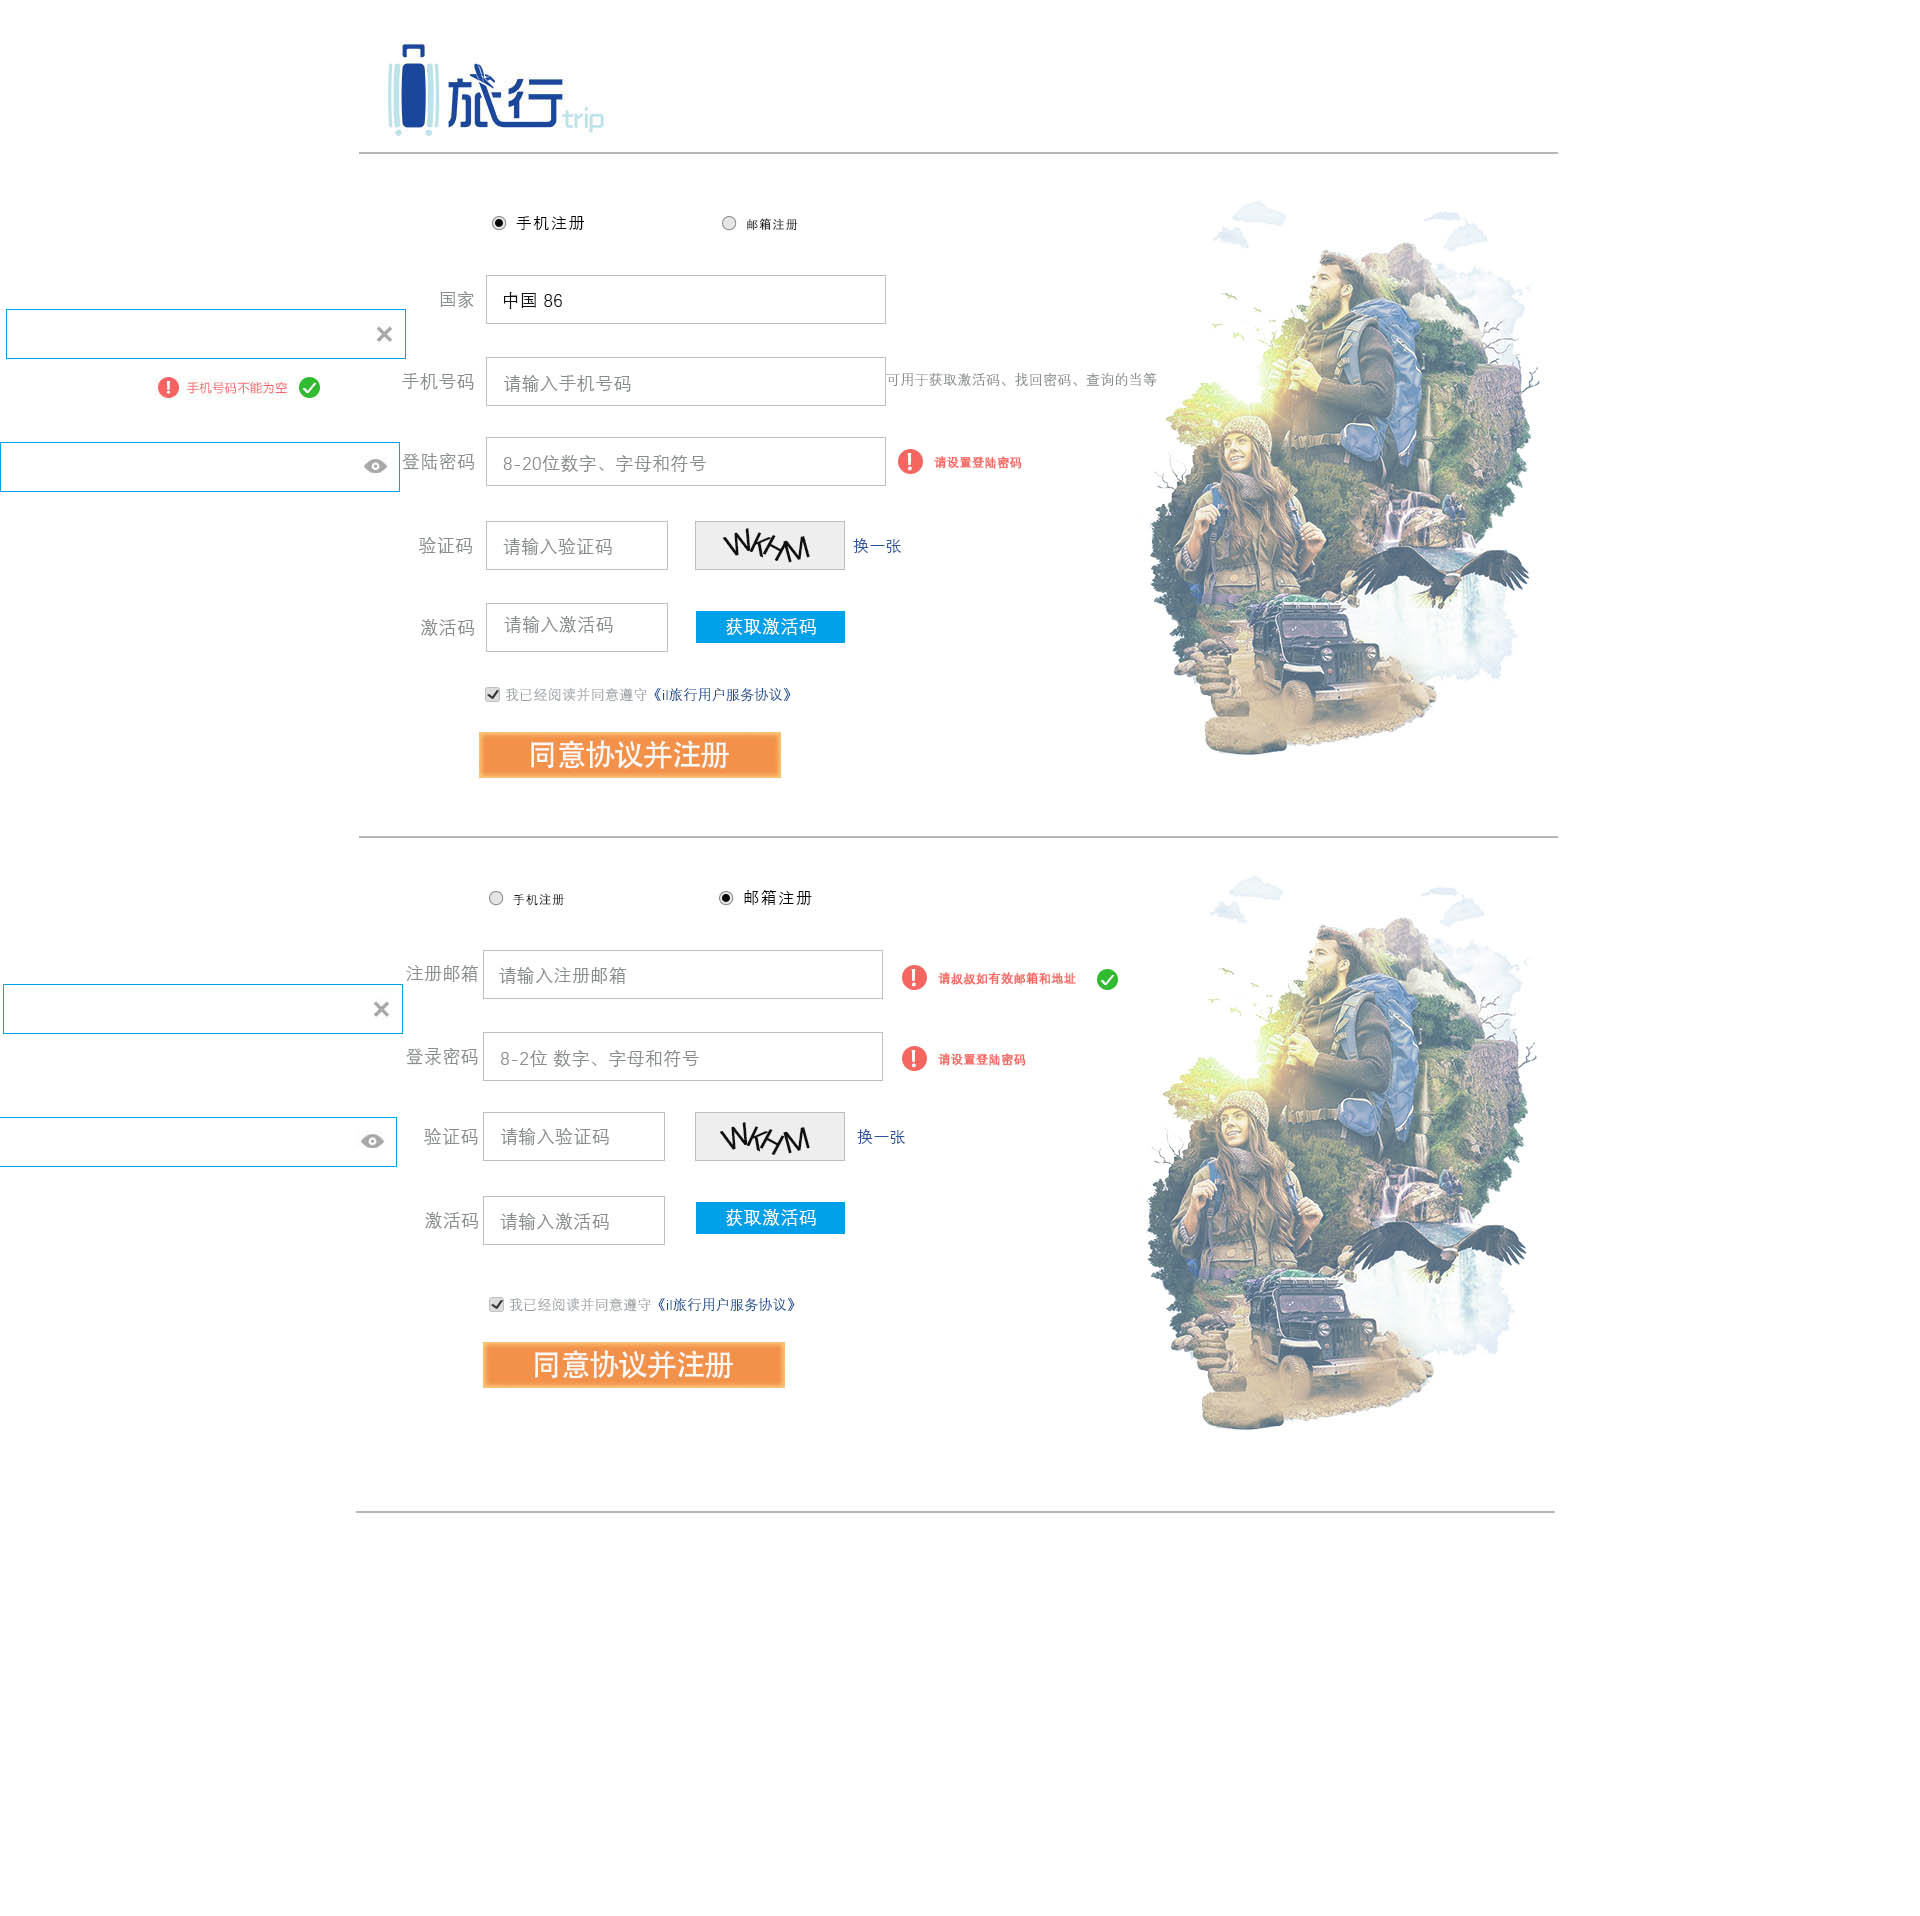 旅行trip
手机注册 邮箱注册
国家 中国 86
手机号码 请输入手机号码 可用于获取激活码、找回密码、查询的当等
手机号码不能为空
登陆密码 8-20位数字、字母和符号 请设置登陆密码
验证码 请输入验证码 WKHM 换一张
激活码 请输入激活码 获取激活码
我已经阅读并同意遵守《il旅行用户服务协议》
同意协议并注册
手机注册 邮箱注册
注册邮箱 请输入注册邮箱 请叔叔如有效邮箱和地址
登录密码 8-2位 数字、字母和符号 请设置登陆密码
验证码 请输入验证码 WKHM 换一张
激活码 请输入激活码 获取激活码
我已经阅读并同意遵守《il旅行用户服务协议》
同意协议并注册